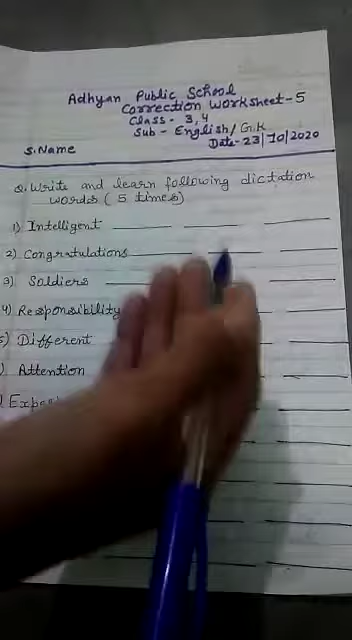 Adhyan Public School
Correction Worksheet-5
Class - 3,4
Sub - English/G.K
Date- 23/10/2020
S.Name
Q. Write and learn following dictation
words (5 times)
1) Intelligent
2) Congratulations
3) Soldiers
4) Responsibility
5) Different
) Attention